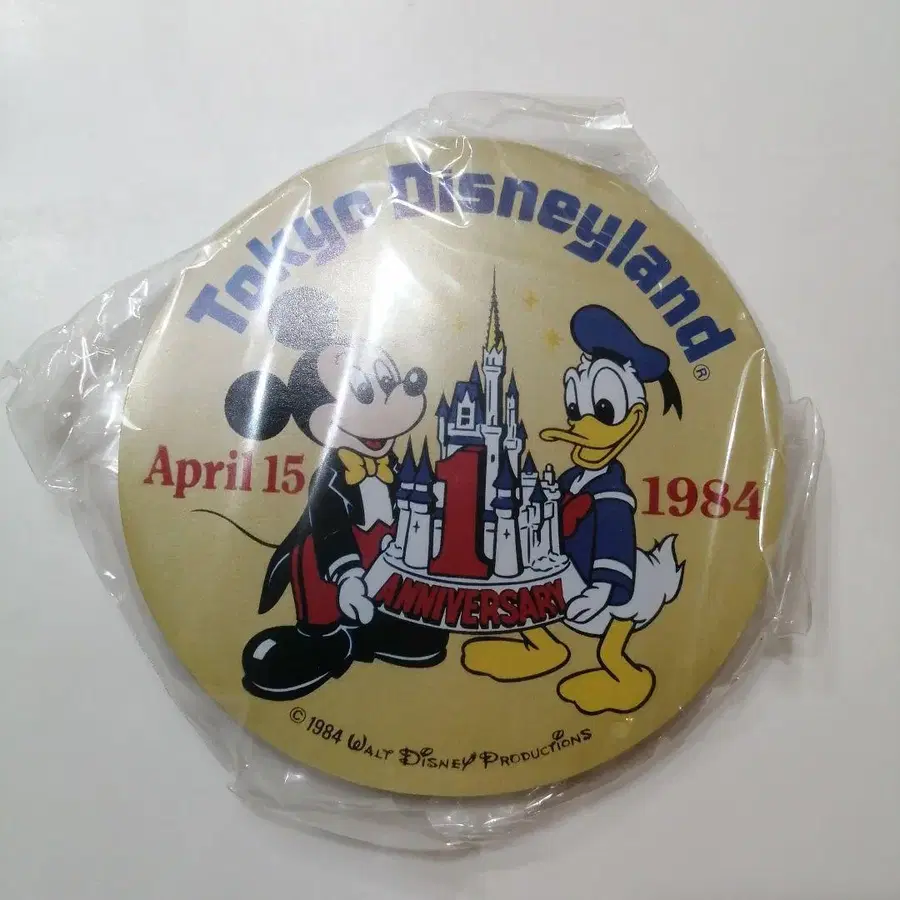 Tokyo Disneyland®
April 15
1984
1
ANNIVERSARY
© 1984 WALT DISNEY PRODUCTIONS